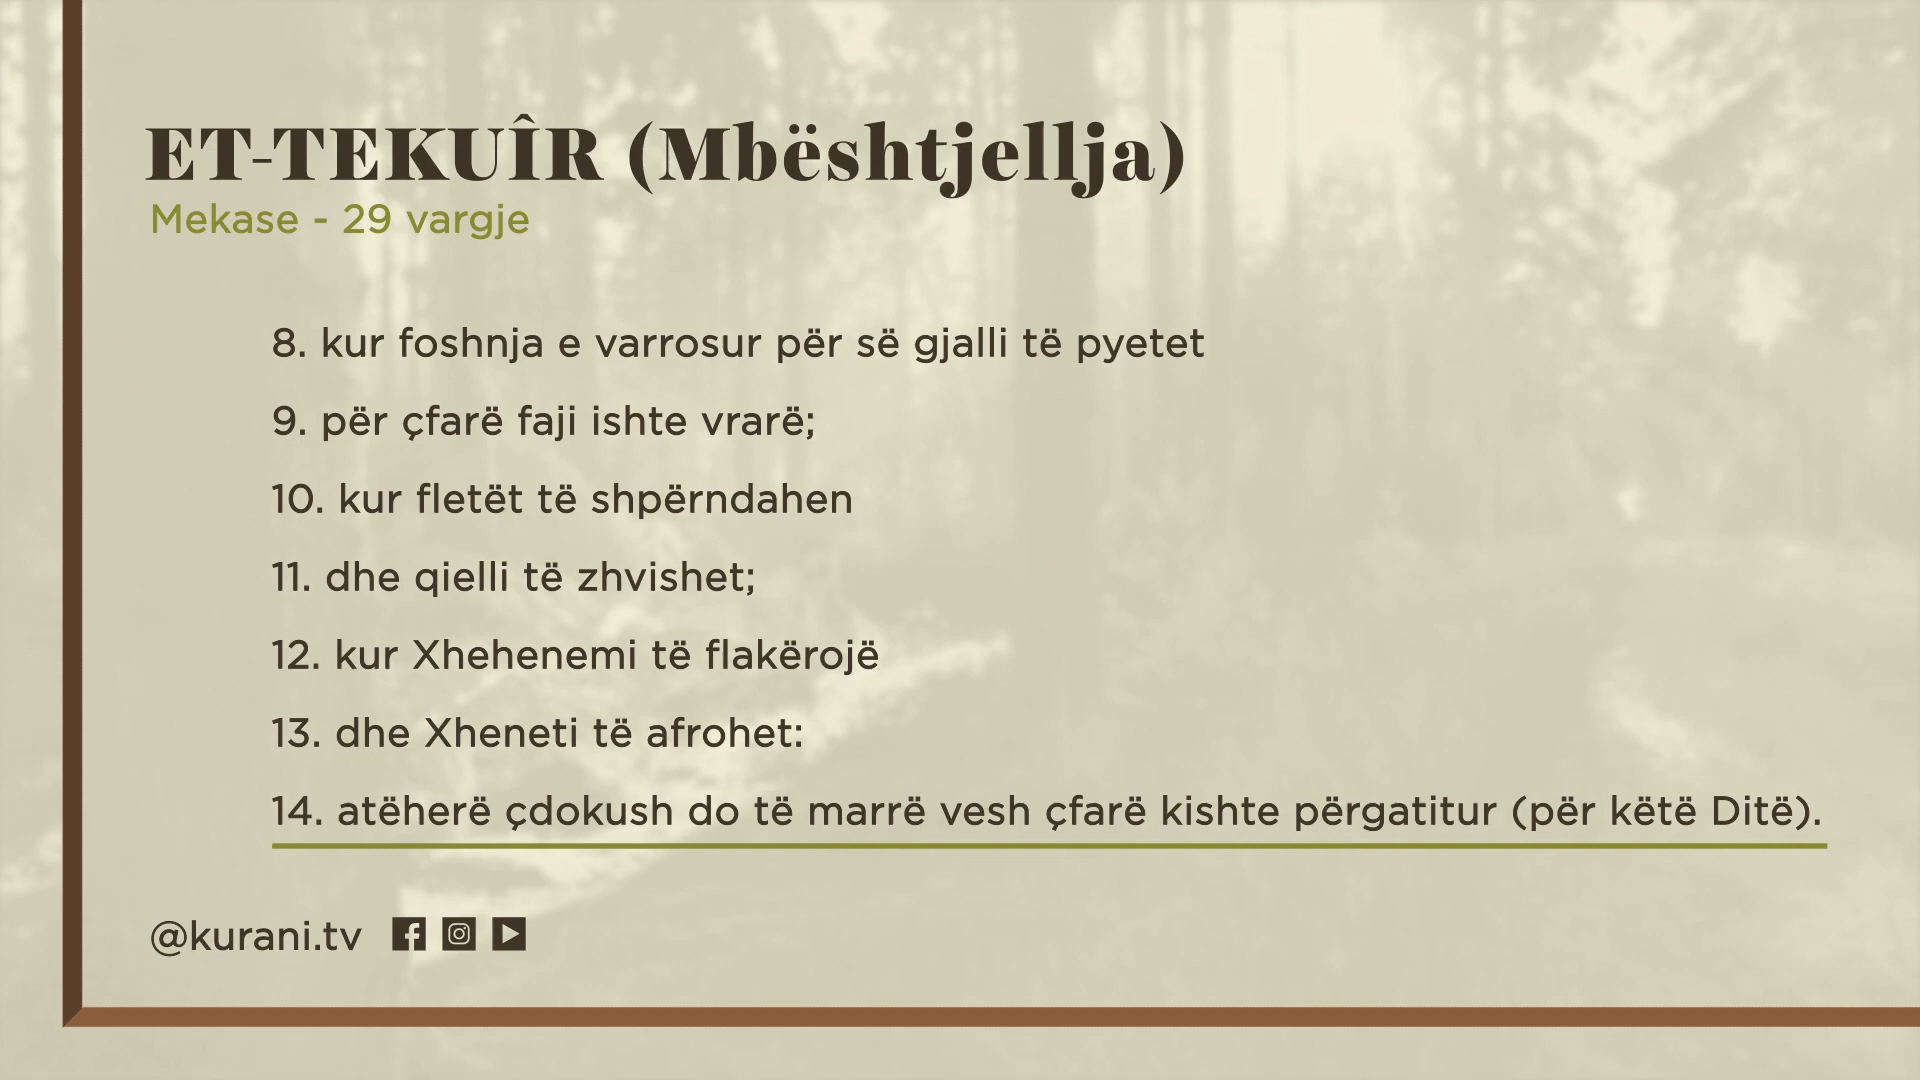 ET-TEKUÎR (Mbështjellja)
Mekase - 29 vargje
8. kur foshnja e varrosur për së gjalli të pyetet
9. për çfarë faji ishte vrarë;
10. kur fletët të shpërndahen
11. dhe qielli të zhvishet;
12. kur Xhehenemi të flakërojë
13. dhe Xheneti të afrohet:
14. atëherë çdokush do të marrë vesh çfarë kishte përgatitur (për këtë Ditë).
@kurani.tv